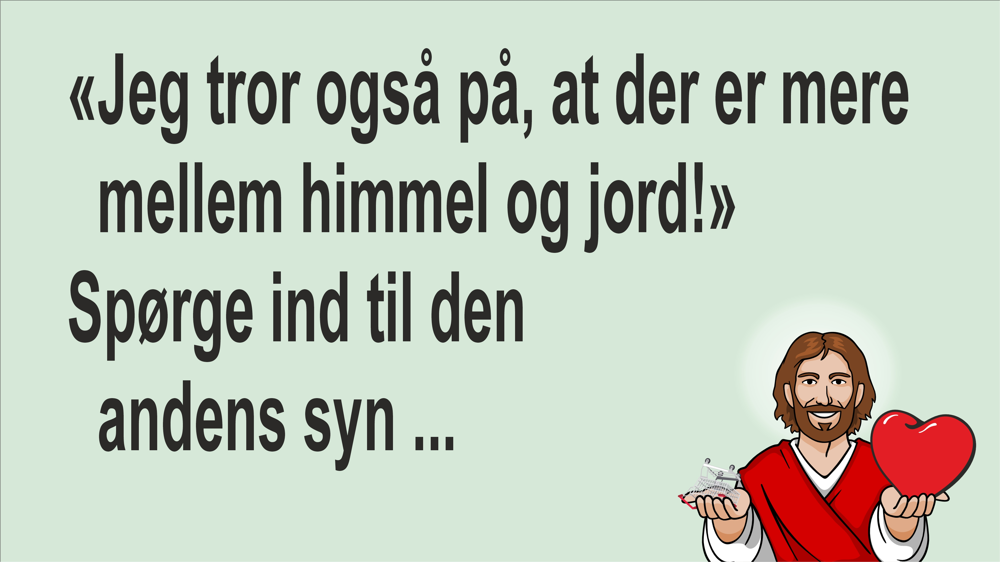 «Jeg tror også på, at der er mere
mellem himmel og jord!»
Spørge ind til den
andens syn ...